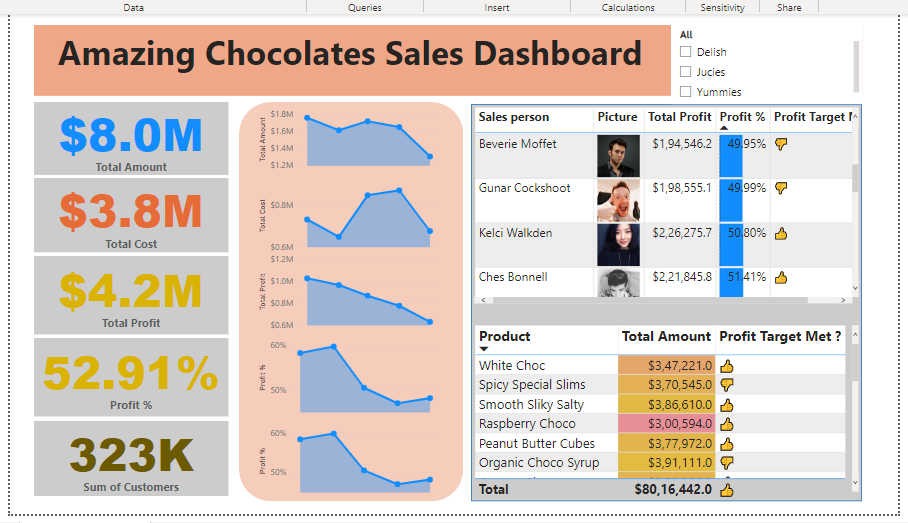 Data Queries Insert Calculations Sensitivity Share
Amazing Chocolates Sales Dashboard
All
Delish
Jucies
Yummies
$8.0M
Total Amount
$3.8M
Total Cost
$4.2M
Total Profit
52.91%
Profit %
323K
Sum of Customers
Total Amount
$1.8M
$1.6M
$1.4M
$1.2M
Total Cost
$0.8M
$0.6M
Total Profit
$1.2M
$1.0M
$0.8M
$0.6M
Profit %
60%
50%
Profit %
60%
50%
Sales person Picture Total Profit Profit % Profit Target M
Beverie Moffet $1,94,546.2 49.95%
Gunar Cockshoot $1,98,555.1 49.99%
Kelci Walkden $2,26,275.7 50.80%
Ches Bonnell $2,21,845.8 51.41%
Product Total Amount Profit Target Met ?
White Choc $3,47,221.0
Spicy Special Slims $3,70,545.0
Smooth Sliky Salty $3,86,610.0
Raspberry Choco $3,00,594.0
Peanut Butter Cubes $3,77,972.0
Organic Choco Syrup $3,91,111.0
Total $80,16,442.0